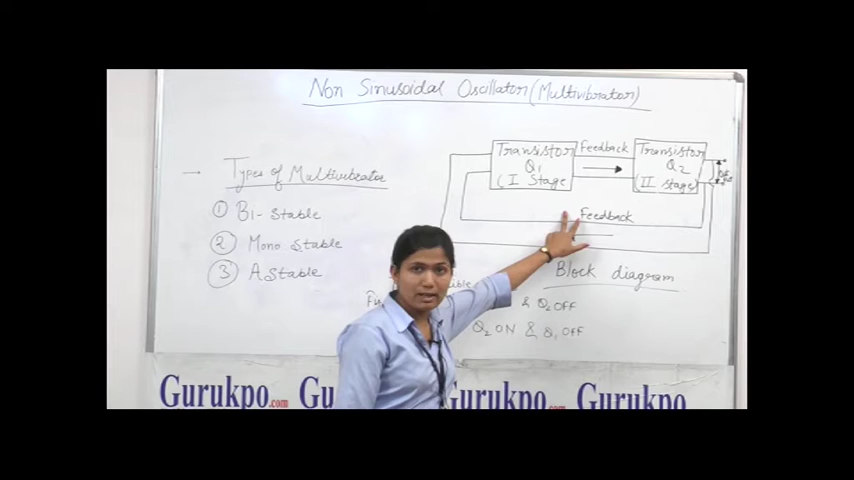 Non Sinusoidal Oscillator (Multivibrator)
→ Types of Multivibrator
① Bi-Stable
② Mono Stable
③ AStable
Transistor
Q1
(I Stage)
Feedback
Transistor
Q2
(II stage)
Feedback
Block diagram
& Q2 OFF
Q2 ON & Q1 OFF
Gurukpo.com
Gurukpo
Gurukpo